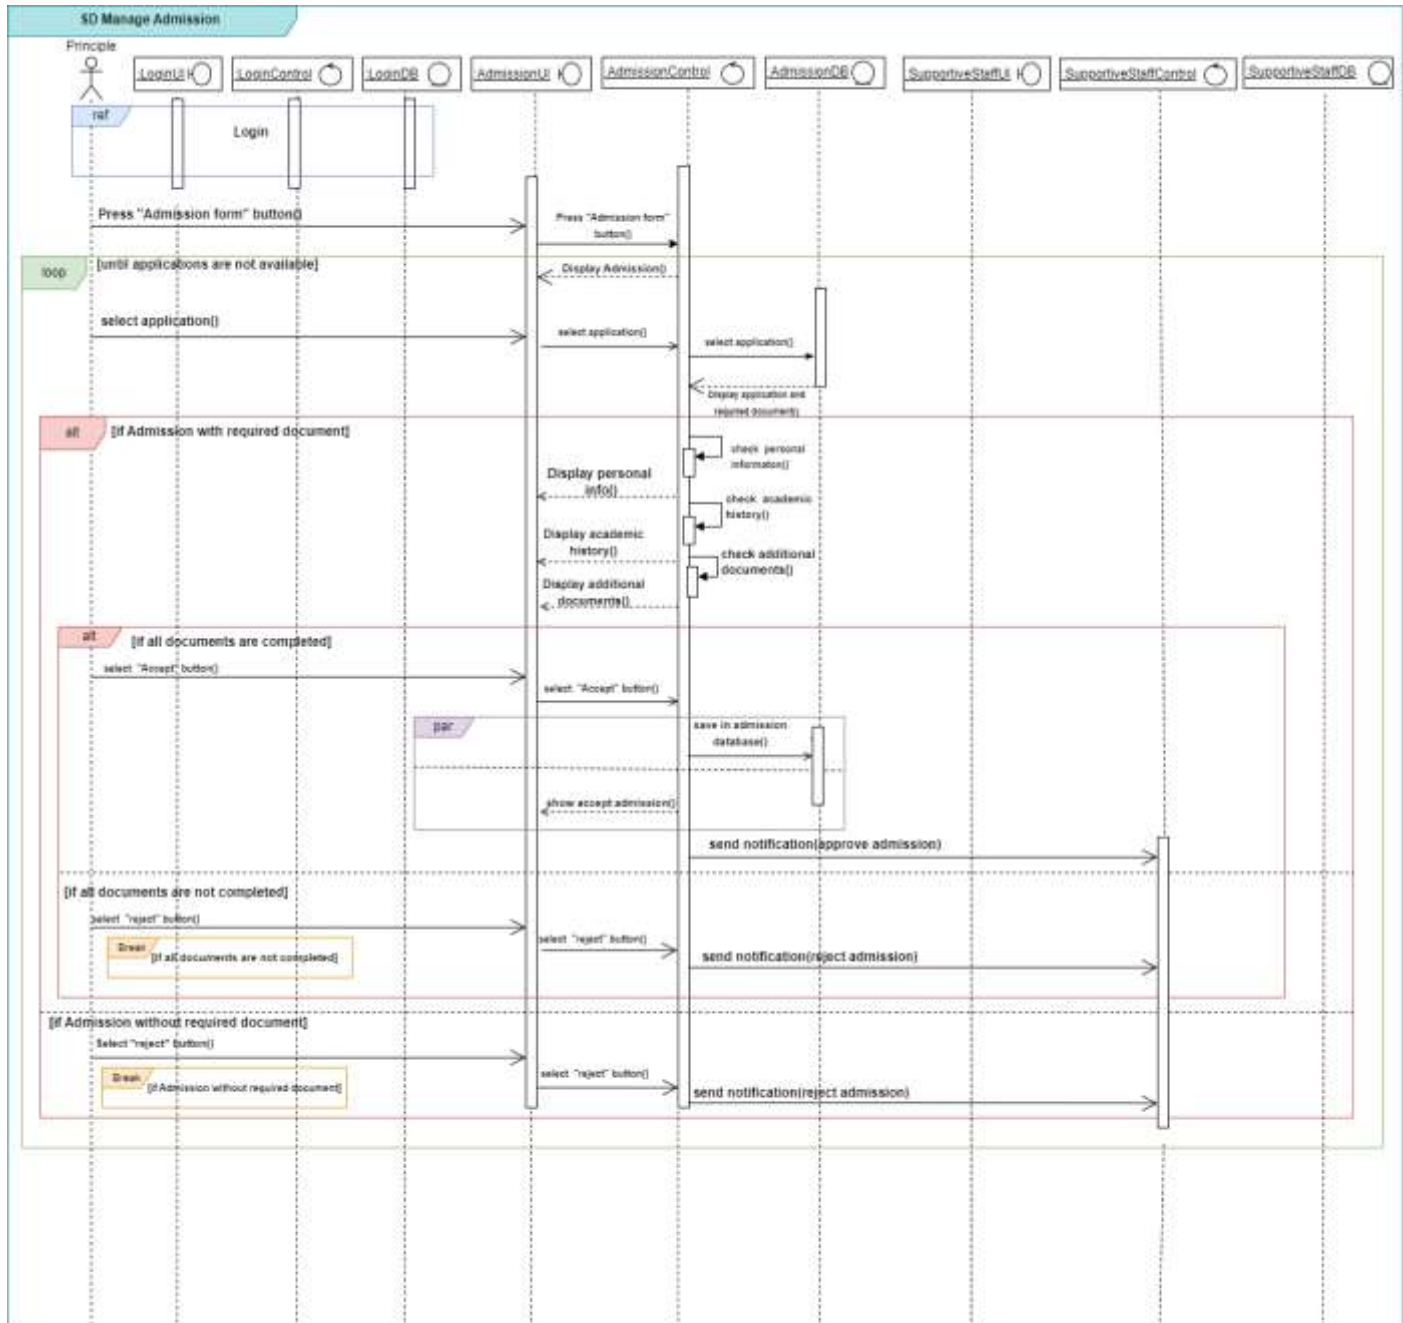 SD Manage Admission
Principle
:LoginUI
:LoginControl
:LoginDB
:AdmissionUI
:AdmissionControl
:AdmissionDB
:SupportiveStaffUI
:SupportiveStaffControl
:SupportiveStaffDB
ref
Login
Press "Admission form" button()
Press "Admission form"
button()
loop
[until applications are not available]
Display Admission()
select application()
select application()
select application()
Display application and
required document()
alt
[if Admission with required document]
check personal
information()
Display personal
info()
check academic
history()
Display academic
history()
check additional
documents()
Display additional
documents()
alt
[if all documents are completed]
select "Accept" button()
select "Accept" button()
par
save in admission
database()
show accept admission()
send notification(approve admission)
[if all documents are not completed]
select "reject" button()
select "reject" button()
Break
[if all documents are not completed]
send notification(reject admission)
[if Admission without required document]
Select "reject" button()
Break
[if Admission without required document]
select "reject" button()
send notification(reject admission)